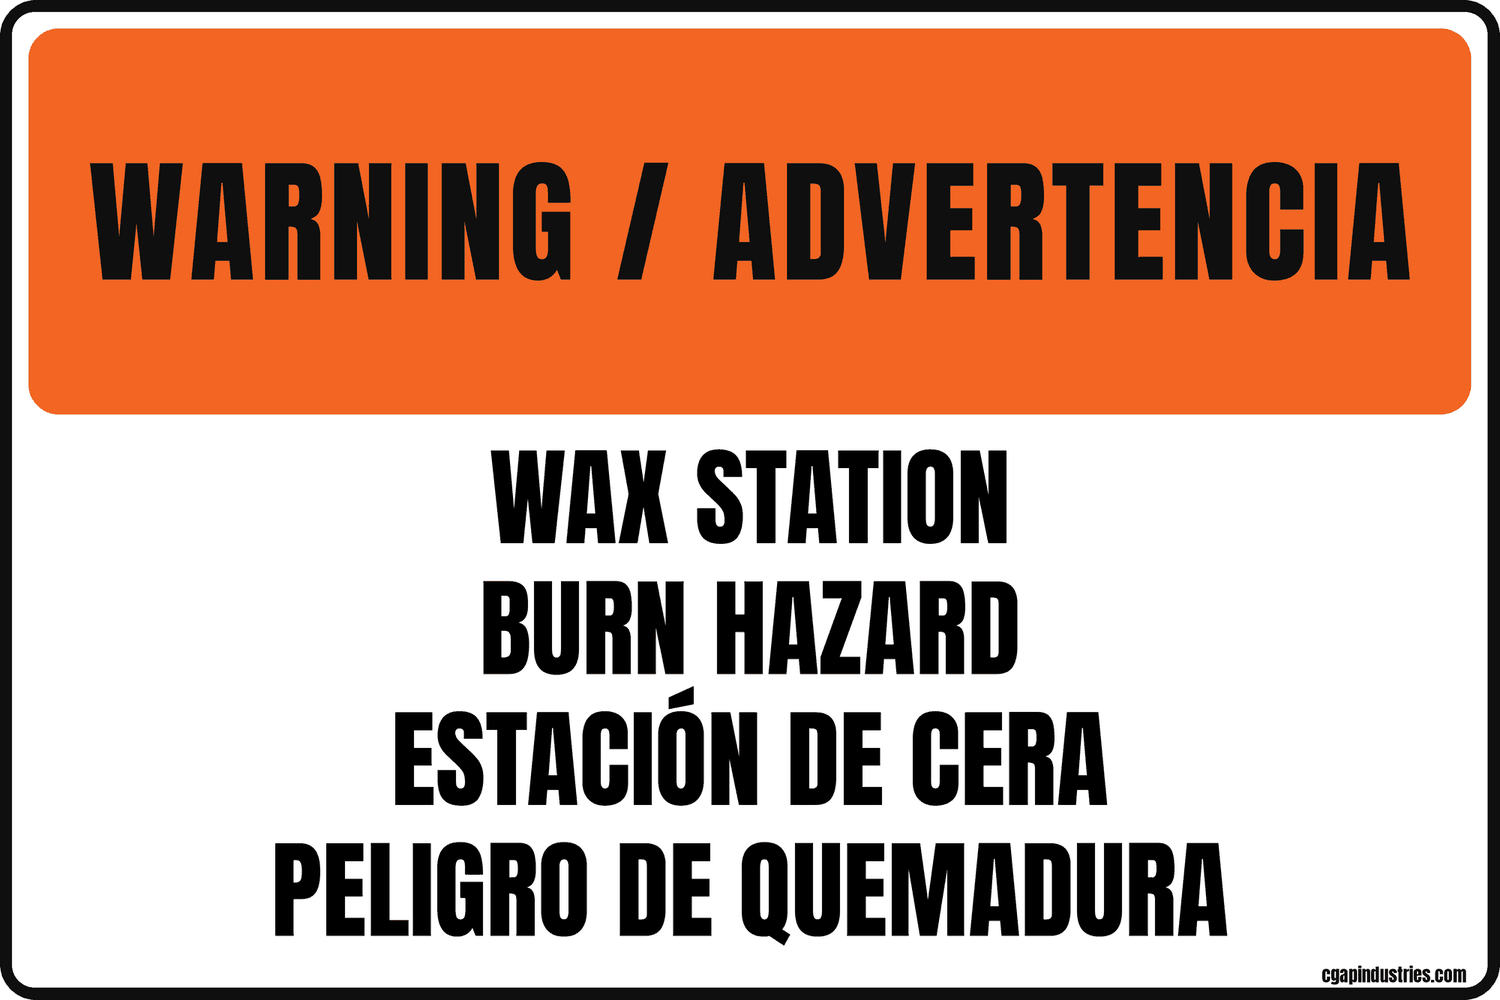 WARNING / ADVERTENCIA
WAX STATION
BURN HAZARD
ESTACIÓN DE CERA
PELIGRO DE QUEMADURA
cgapindustries.com